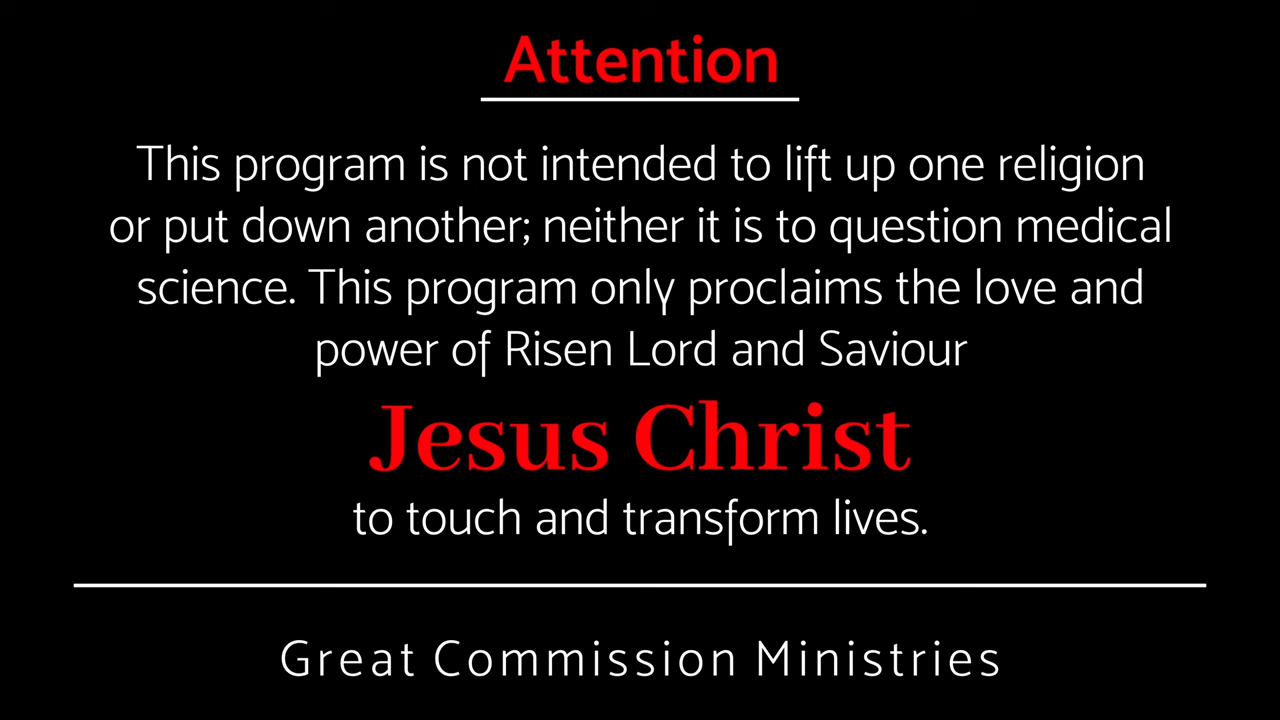 Attention
This program is not intended to lift up one religion
or put down another; neither it is to question medical
science. This program only proclaims the love and
power of Risen Lord and Saviour
Jesus Christ
to touch and transform lives.
Great Commission Ministries